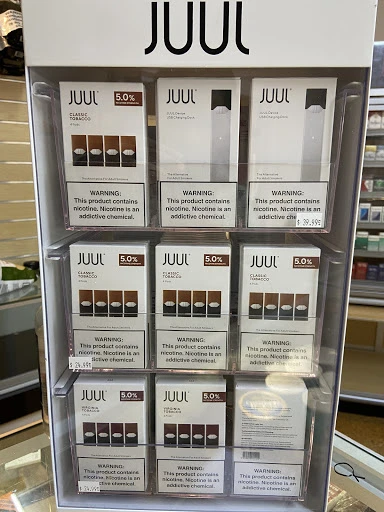 JUUL
JUUL
CLASSIC
TOBACCO
5.0%
WARNING:
This product contains
nicotine. Nicotine is an
addictive chemical.
JUUL
WARNING:
This product contains
nicotine. Nicotine is an
addictive chemical.
JUUL
WARNING:
This product contains
nicotine. Nicotine is an
addictive chemical.
JUUL
CLASSIC
TOBACCO
5.0%
WARNING:
This product contains
nicotine. Nicotine is an
addictive chemical.
$ 24.99
JUUL
CLASSIC
TOBACCO
5.0%
WARNING:
This product contains
nicotine. Nicotine is an
addictive chemical.
JUUL
CLASSIC
TOBACCO
5.0%
WARNING:
This product contains
nicotine. Nicotine is an
addictive chemical.
JUUL
VIRGINIA
TOBACCO
5.0%
WARNING:
This product contains
nicotine. Nicotine is an
addictive chemical.
JUUL
VIRGINIA
TOBACCO
5.0%
WARNING:
This product contains
nicotine. Nicotine is an
addictive chemical.
WARNING:
This product contains
nicotine. Nicotine is an
addictive chemical.